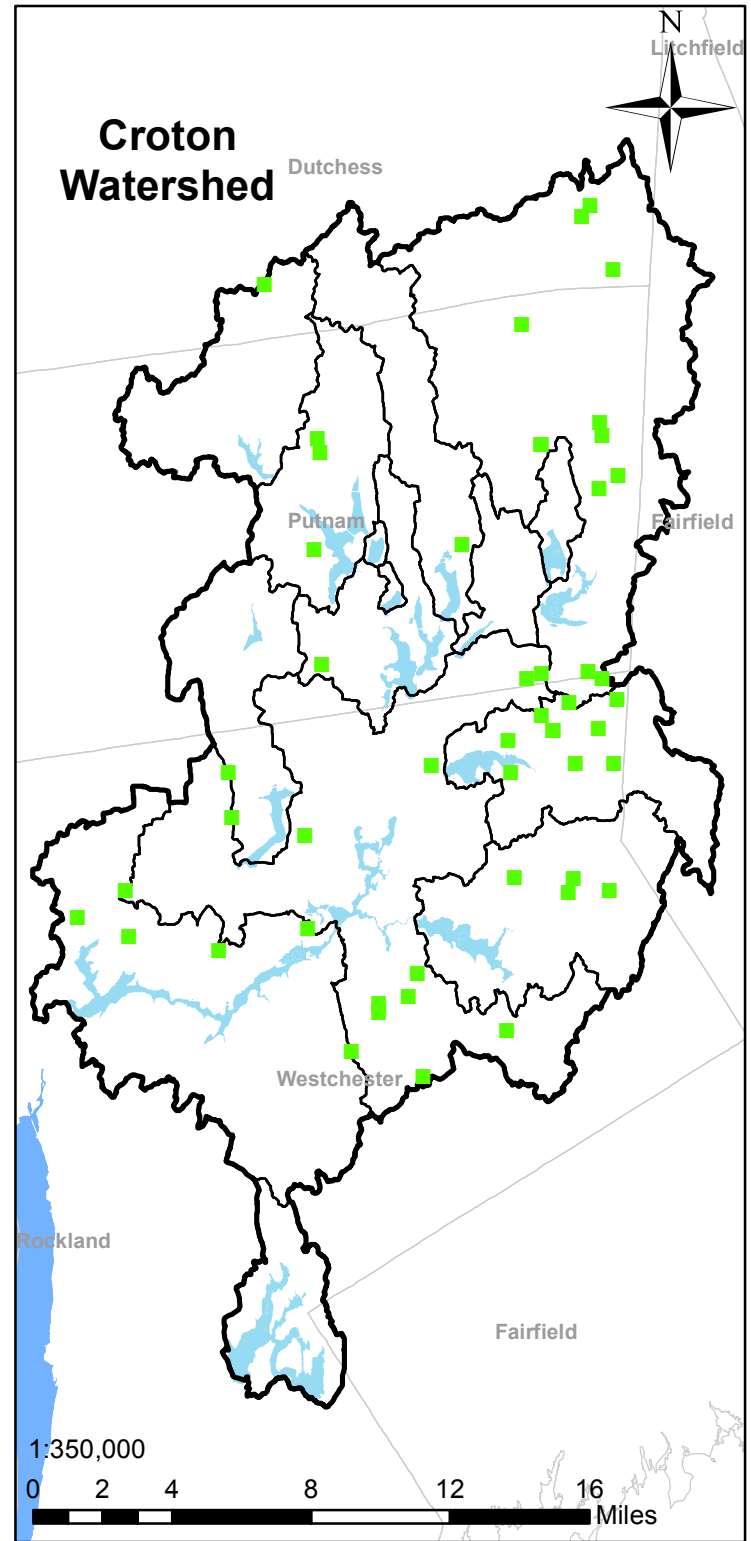 N
Litchfield
Croton
Watershed
Dutchess
Putnam
Fairfield
Westchester
Rockland
Fairfield
1:350,000
0 2 4 8 12 16
Miles